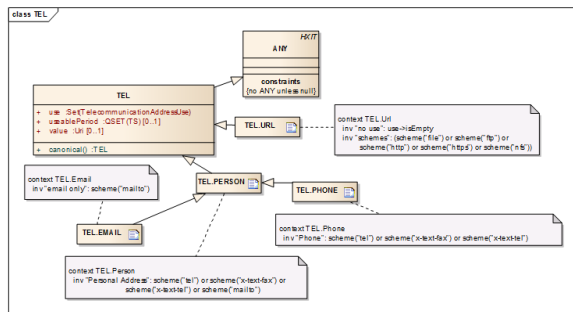 class TEL
HXIT
ANY
constraints
{no ANY unless null}
TEL
+ use :Set(TelecommunicationAddressUse)
+ useablePeriod :QSET(TS) [0..1]
+ value :Uri [0..1]
+ canonical() :TEL
TEL.URL
context TEL.Url
inv "no use": use->isEmpty
inv "schemes": (scheme("file") or scheme("ftp") or
scheme("http") or scheme("https") or scheme("nfs"))
context TEL.Email
inv "email only": scheme("mailto")
TEL.PERSON
TEL.PHONE
TEL.EMAIL
context TEL.Phone
inv "Phone": scheme("tel") or scheme("x-text-fax") or scheme("x-text-tel")
context TEL.Person
inv "Personal Address": scheme("tel") or scheme("x-text-fax") or
scheme("x-text-tel") or scheme("mailto")